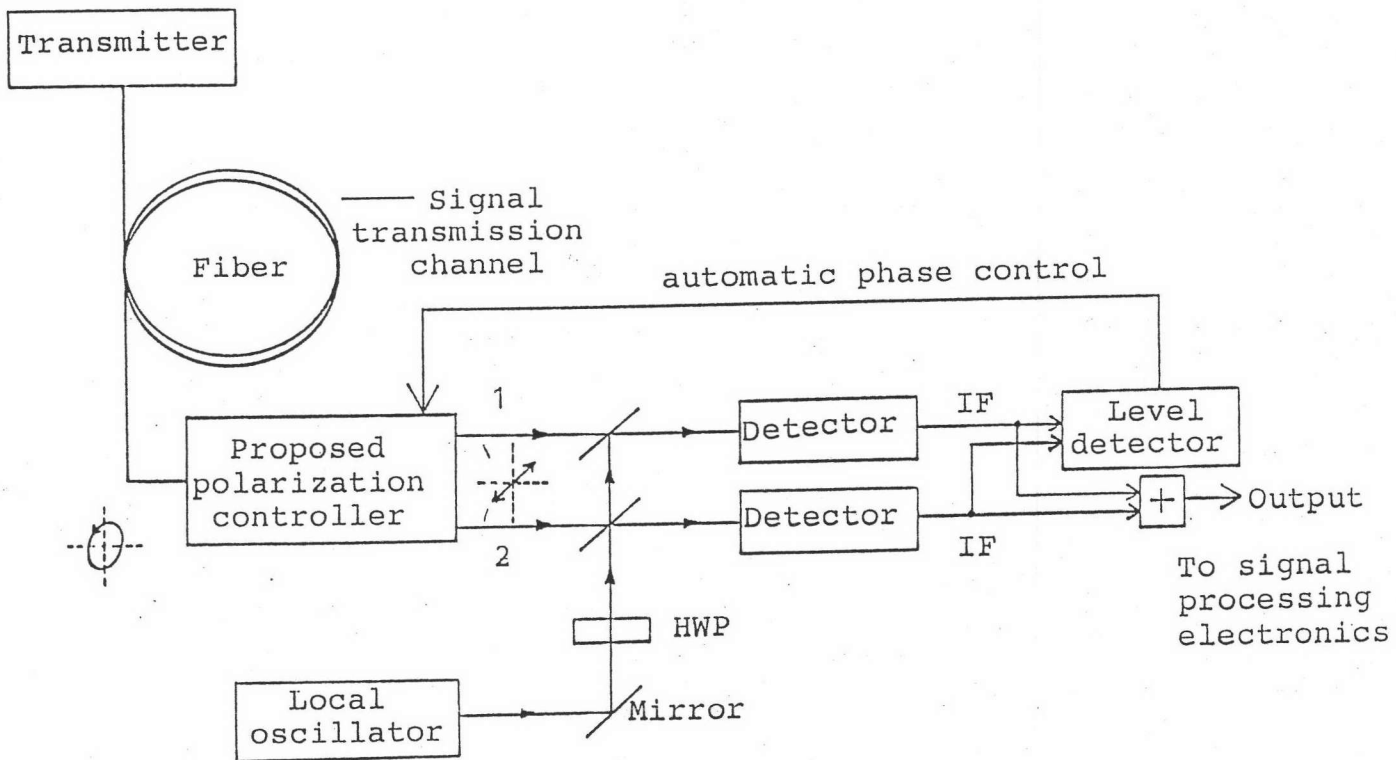 Transmitter
Signal
transmission
channel
Fiber
automatic phase control
1
IF
Level
detector
Detector
Proposed
polarization
controller
+
Output
Detector
2
IF
To signal
processing
electronics
HWP
Local
oscillator
Mirror